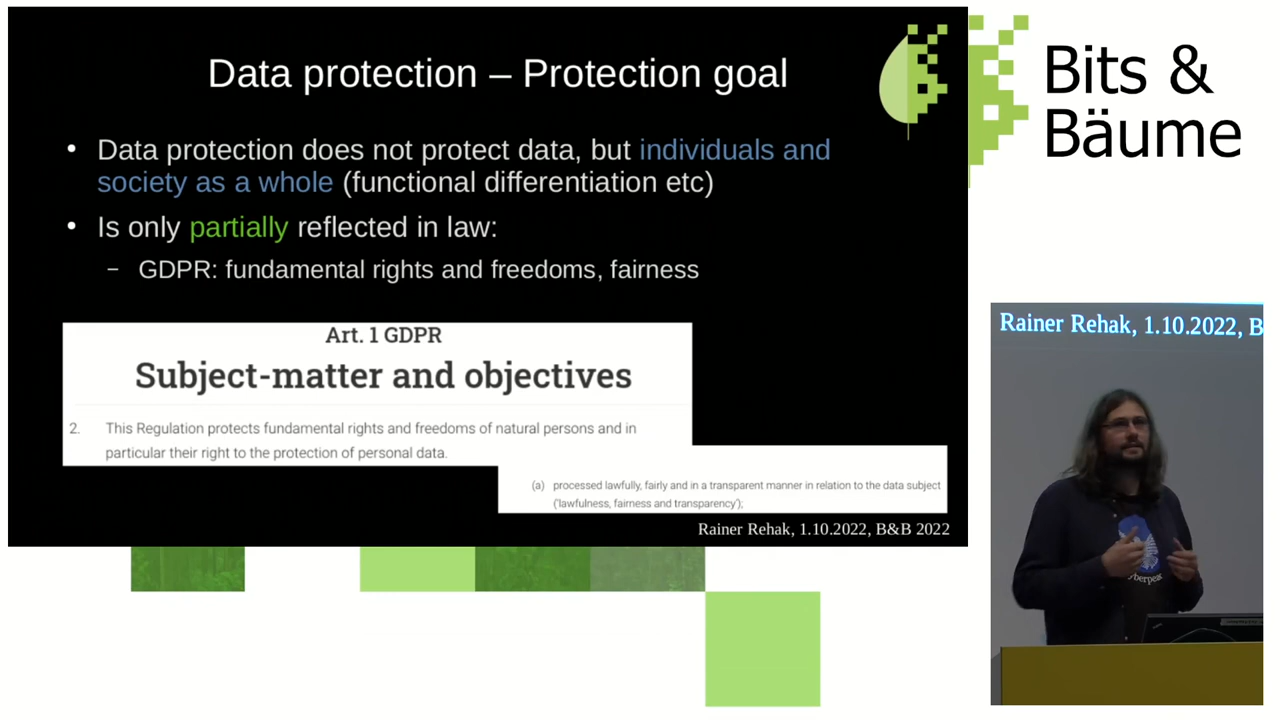 Data protection – Protection goal
• Data protection does not protect data, but individuals and
society as a whole (functional differentiation etc)
• Is only partially reflected in law:
– GDPR: fundamental rights and freedoms, fairness
Art. 1 GDPR
Subject-matter and objectives
2. This Regulation protects fundamental rights and freedoms of natural persons and in
particular their right to the protection of personal data.
(a) processed lawfully, fairly and in a transparent manner in relation to the data subject
('lawfulness, fairness and transparency');
Rainer Rehak, 1.10.2022, B&B 2022
Bits &
Bäume
Rainer Rehak, 1.10.2022, B
yberpea